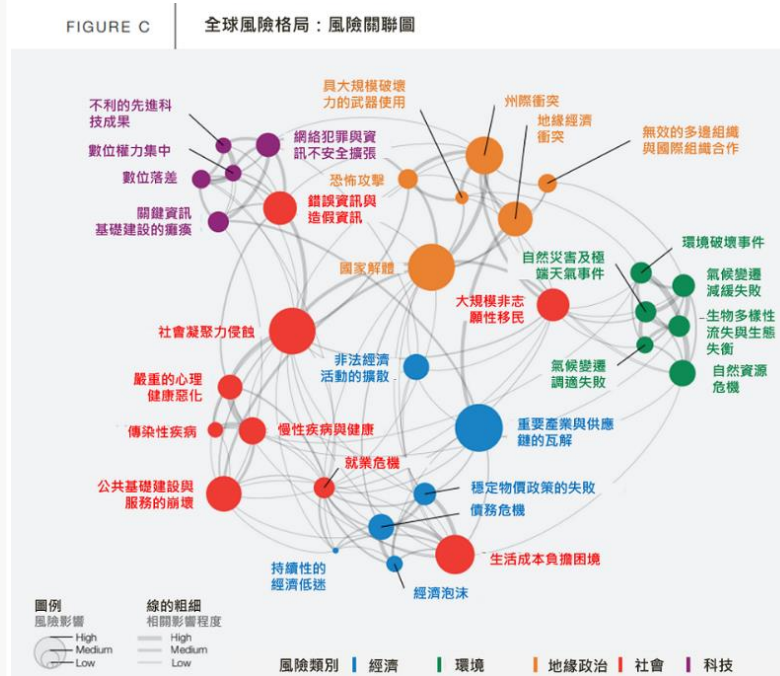 FIGURE C
全球風險格局：風險關聯圖
具大規模破壞
力的武器使用
州際衝突
地緣經濟
衝突
不利的先進科
技成果
網絡犯罪與資
訊不安全擴張
無效的多邊組織
與國際組織合作
數位權力集中
數位落差
恐怖攻擊
錯誤資訊與
造假資訊
關鍵資訊
基礎建設的癱瘓
國家解體
自然災害及極
端天氣事件
環境破壞事件
氣候變遷
減緩失敗
大規模非志
願性移民
生物多樣性
流失與生態
失衡
社會凝聚力侵蝕
非法經濟
活動的擴散
氣候變遷
調適失敗
自然資源
危機
嚴重的心理
健康惡化
傳染性疾病
慢性疾病與健康
重要產業與供應
鏈的瓦解
就業危機
公共基礎建設與
服務的崩壞
穩定物價政策的失敗
債務危機
持續性的
經濟低迷
生活成本負擔困境
經濟泡沫
圖例
風險影響
High
Medium
Low
線的粗細
相關影響程度
High
Medium
Low
風險類別 經濟 環境 地緣政治 社會 科技